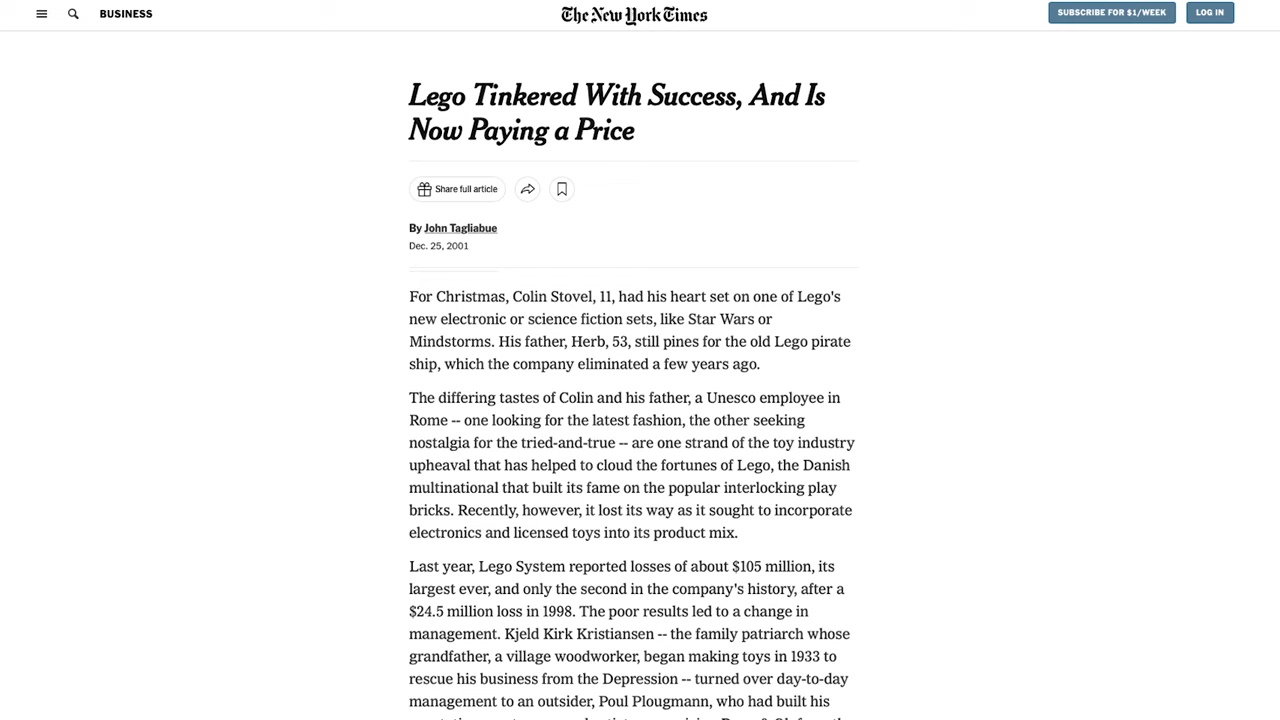 BUSINESS
The New York Times
SUBSCRIBE FOR $1/WEEK
LOG IN
Lego Tinkered With Success, And Is
Now Paying a Price
Share full article
By John Tagliabue
Dec. 25, 2001
For Christmas, Colin Stovel, 11, had his heart set on one of Lego's
new electronic or science fiction sets, like Star Wars or
Mindstorms. His father, Herb, 53, still pines for the old Lego pirate
ship, which the company eliminated a few years ago.
The differing tastes of Colin and his father, a Unesco employee in
Rome -- one looking for the latest fashion, the other seeking
nostalgia for the tried-and-true -- are one strand of the toy industry
upheaval that has helped to cloud the fortunes of Lego, the Danish
multinational that built its fame on the popular interlocking play
bricks. Recently, however, it lost its way as it sought to incorporate
electronics and licensed toys into its product mix.
Last year, Lego System reported losses of about $105 million, its
largest ever, and only the second in the company's history, after a
$24.5 million loss in 1998. The poor results led to a change in
management. Kjeld Kirk Kristiansen -- the family patriarch whose
grandfather, a village woodworker, began making toys in 1933 to
rescue his business from the Depression -- turned over day-to-day
management to an outsider, Poul Plougmann, who had built his